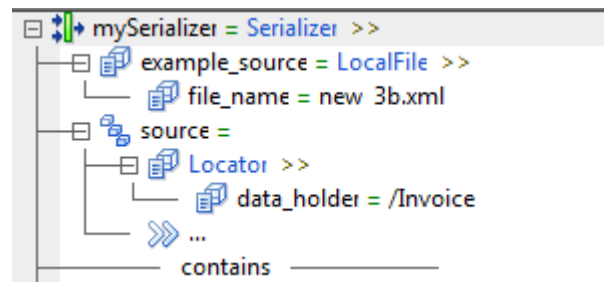 mySerializer = Serializer >>
example_source = LocalFile >>
file_name = new 3b.xml
source =
Locator >>
data_holder = /Invoice
>> ...
contains